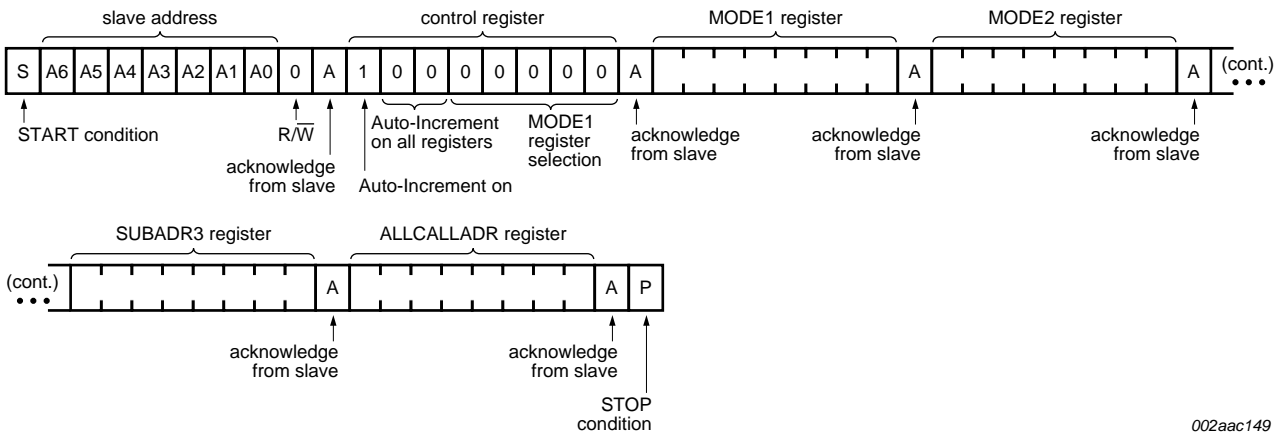 slave address control register MODE1 register MODE2 register
S A6 A5 A4 A3 A2 A1 A0 0 A 1 0 0 0 0 0 0 0 A A A (cont.)
START condition
R/W̅
acknowledge
from slave
Auto-Increment
on all registers
Auto-Increment on
MODE1
register
selection
acknowledge
from slave
acknowledge
from slave
acknowledge
from slave
SUBADR3 register ALLCALLADR register
(cont.) A A P
acknowledge
from slave
acknowledge
from slave
STOP
condition
002aac149